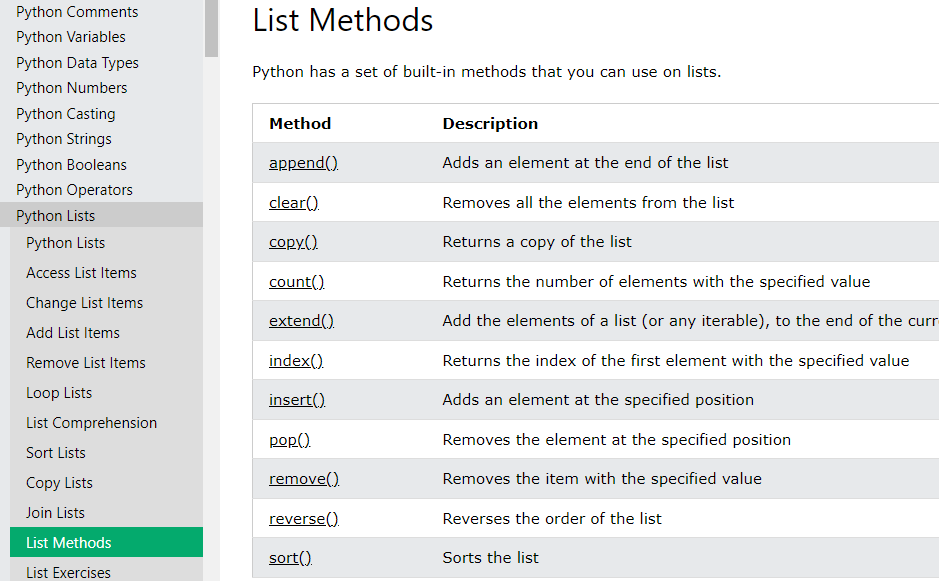 Python Comments
Python Variables
Python Data Types
Python Numbers
Python Casting
Python Strings
Python Booleans
Python Operators
Python Lists
Python Lists
Access List Items
Change List Items
Add List Items
Remove List Items
Loop Lists
List Comprehension
Sort Lists
Copy Lists
Join Lists
List Methods
List Exercises
List Methods
Python has a set of built-in methods that you can use on lists.
Method Description
append() Adds an element at the end of the list
clear() Removes all the elements from the list
copy() Returns a copy of the list
count() Returns the number of elements with the specified value
extend() Add the elements of a list (or any iterable), to the end of the curr
index() Returns the index of the first element with the specified value
insert() Adds an element at the specified position
pop() Removes the element at the specified position
remove() Removes the item with the specified value
reverse() Reverses the order of the list
sort() Sorts the list